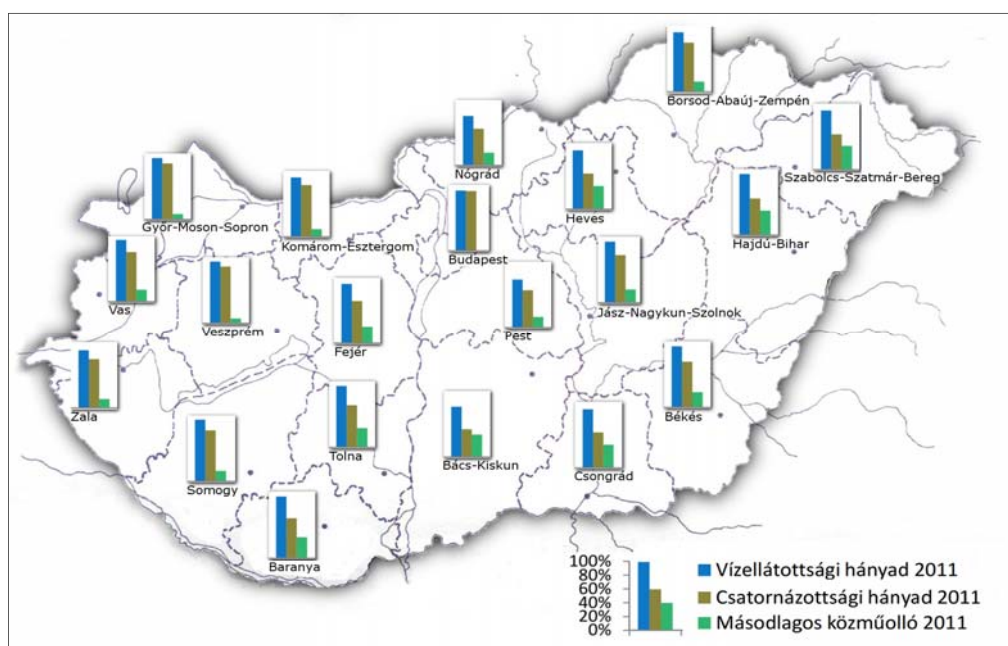 Borsod-Abaúj-Zempén
Nógrád
Szabolcs-Szatmár-Bereg
Heves
Győr-Moson-Sopron
Komárom-Esztergom
Budapest
Hajdú-Bihar
Vas
Veszprém
Fejér
Pest
Jász-Nagykun-Szolnok
Zala
Tolna
Békés
Bács-Kiskun
Csongrád
Somogy
Baranya
100%
80%
60%
40%
20%
0%
Vízellátottsági hányad 2011
Csatornázottsági hányad 2011
Másodlagos közműolló 2011